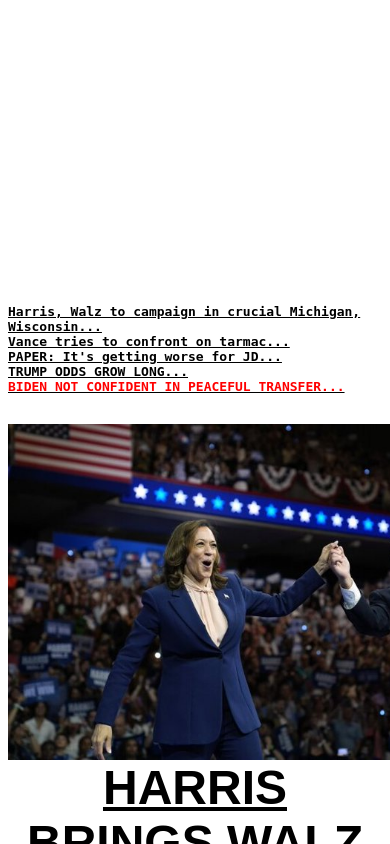 Harris, Walz to campaign in crucial Michigan,
Wisconsin...
Vance tries to confront on tarmac...
PAPER: It's getting worse for JD...
TRUMP ODDS GROW LONG...
BIDEN NOT CONFIDENT IN PEACEFUL TRANSFER...
HARRIS
BRINGS WALZ